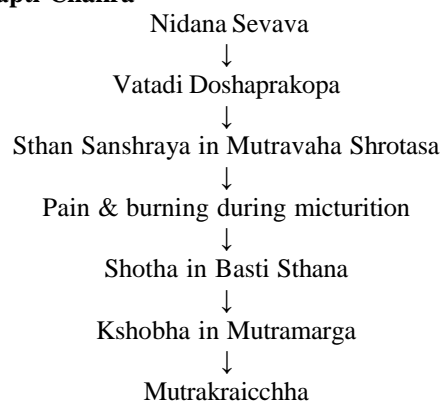 Chakra
Nidana Sevava
↓
Vatadi Doshaprakopa
↓
Sthan Sanshraya in Mutravaha Shrotasa
↓
Pain & burning during micturition
↓
Shotha in Basti Sthana
↓
Kshobha in Mutramarga
↓
Mutrakraicchha